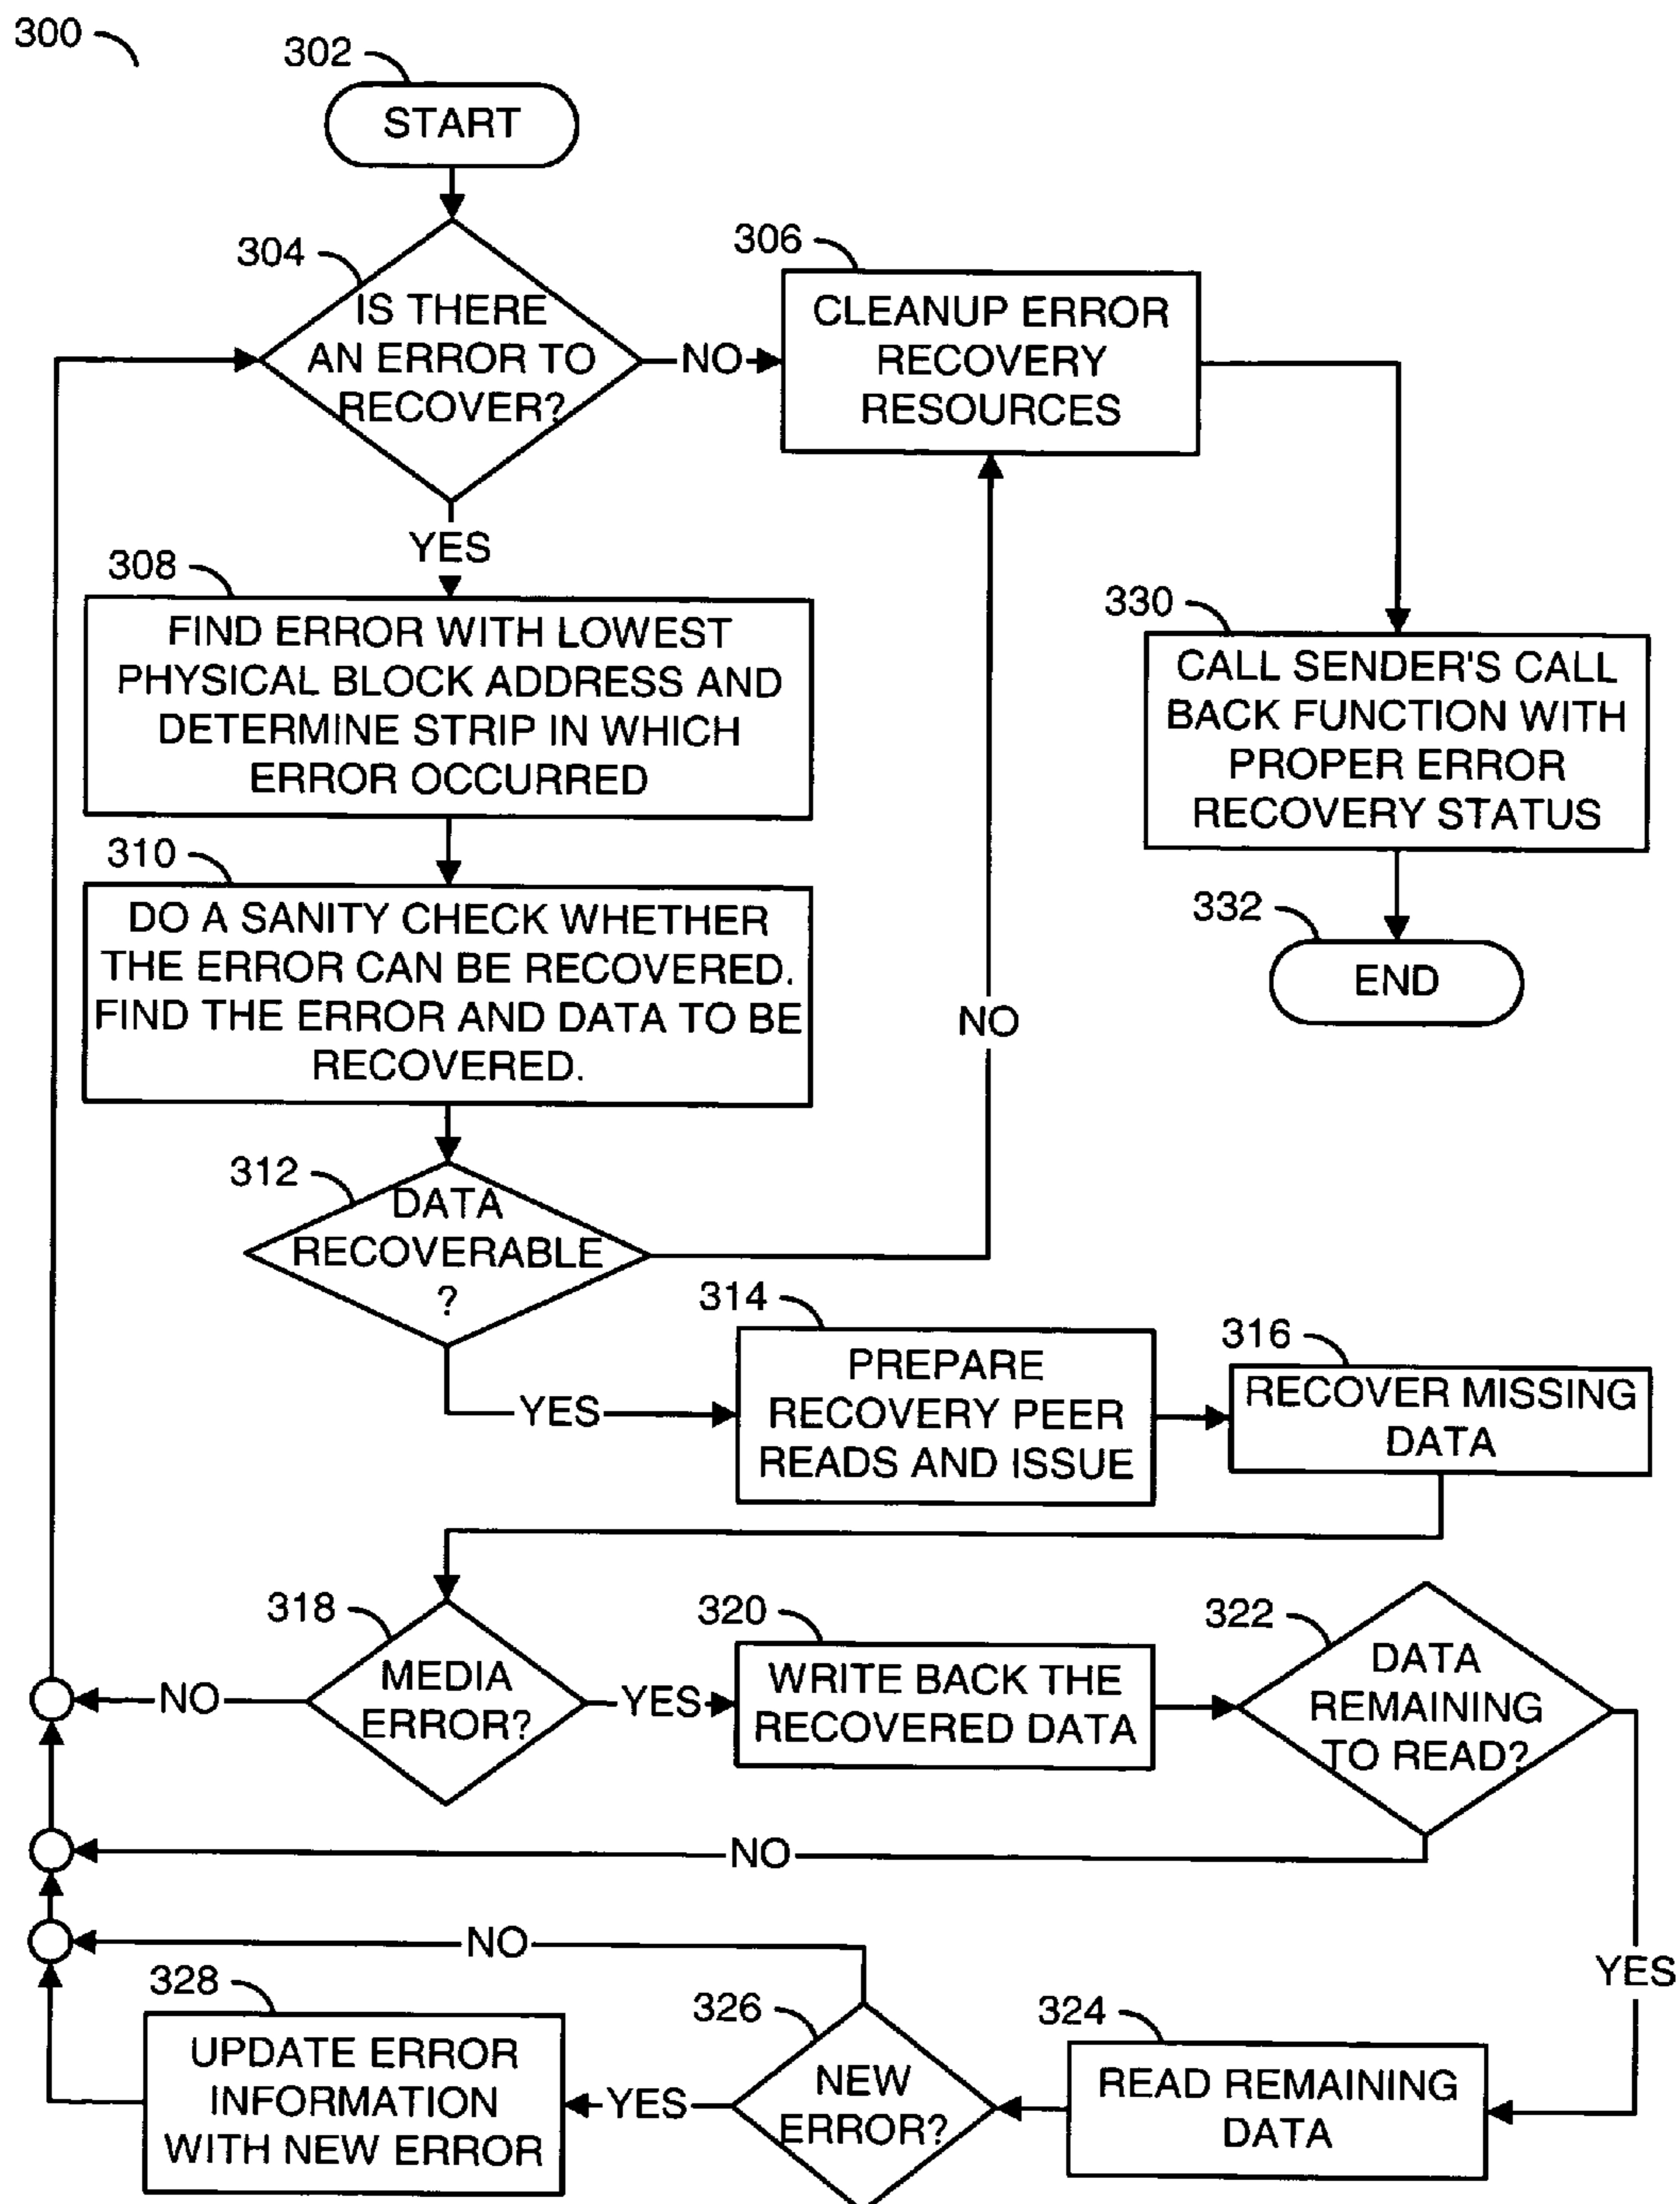 300
302
START
304
IS THERE
AN ERROR TO
RECOVER?
NO
306
CLEANUP ERROR
RECOVERY
RESOURCES
YES
308
FIND ERROR WITH LOWEST
PHYSICAL BLOCK ADDRESS AND
DETERMINE STRIP IN WHICH
ERROR OCCURRED
330
CALL SENDER'S CALL
BACK FUNCTION WITH
PROPER ERROR
RECOVERY STATUS
310
DO A SANITY CHECK WHETHER
THE ERROR CAN BE RECOVERED.
FIND THE ERROR AND DATA TO BE
RECOVERED.
332
END
NO
312
DATA
RECOVERABLE
?
YES
314
PREPARE
RECOVERY PEER
READS AND ISSUE
316
RECOVER MISSING
DATA
318
MEDIA
ERROR?
NO
YES
320
WRITE BACK THE
RECOVERED DATA
322
DATA
REMAINING
TO READ?
NO
YES
324
READ REMAINING
DATA
326
NEW
ERROR?
NO
YES
328
UPDATE ERROR
INFORMATION
WITH NEW ERROR